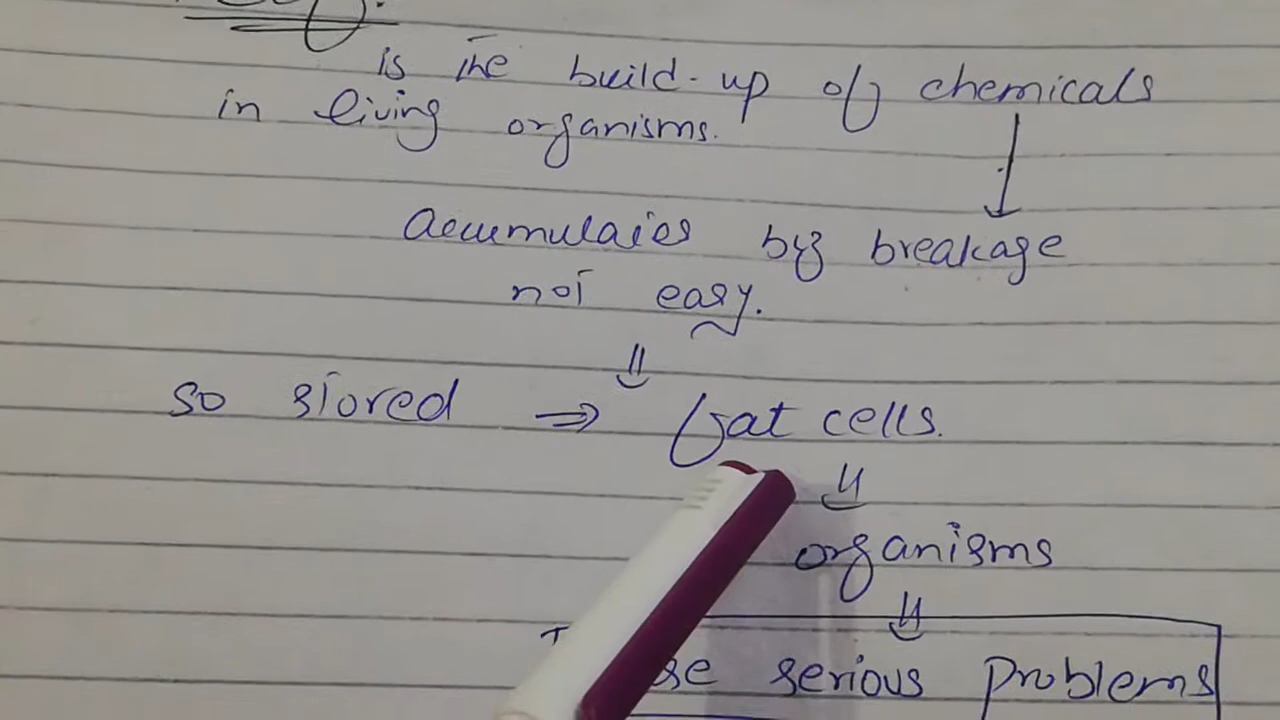 is the build-up of chemicals
in living organisms.
Accumulates by breakage
not easy.
so stored ⇒ fat cells.
organisms
serious problems